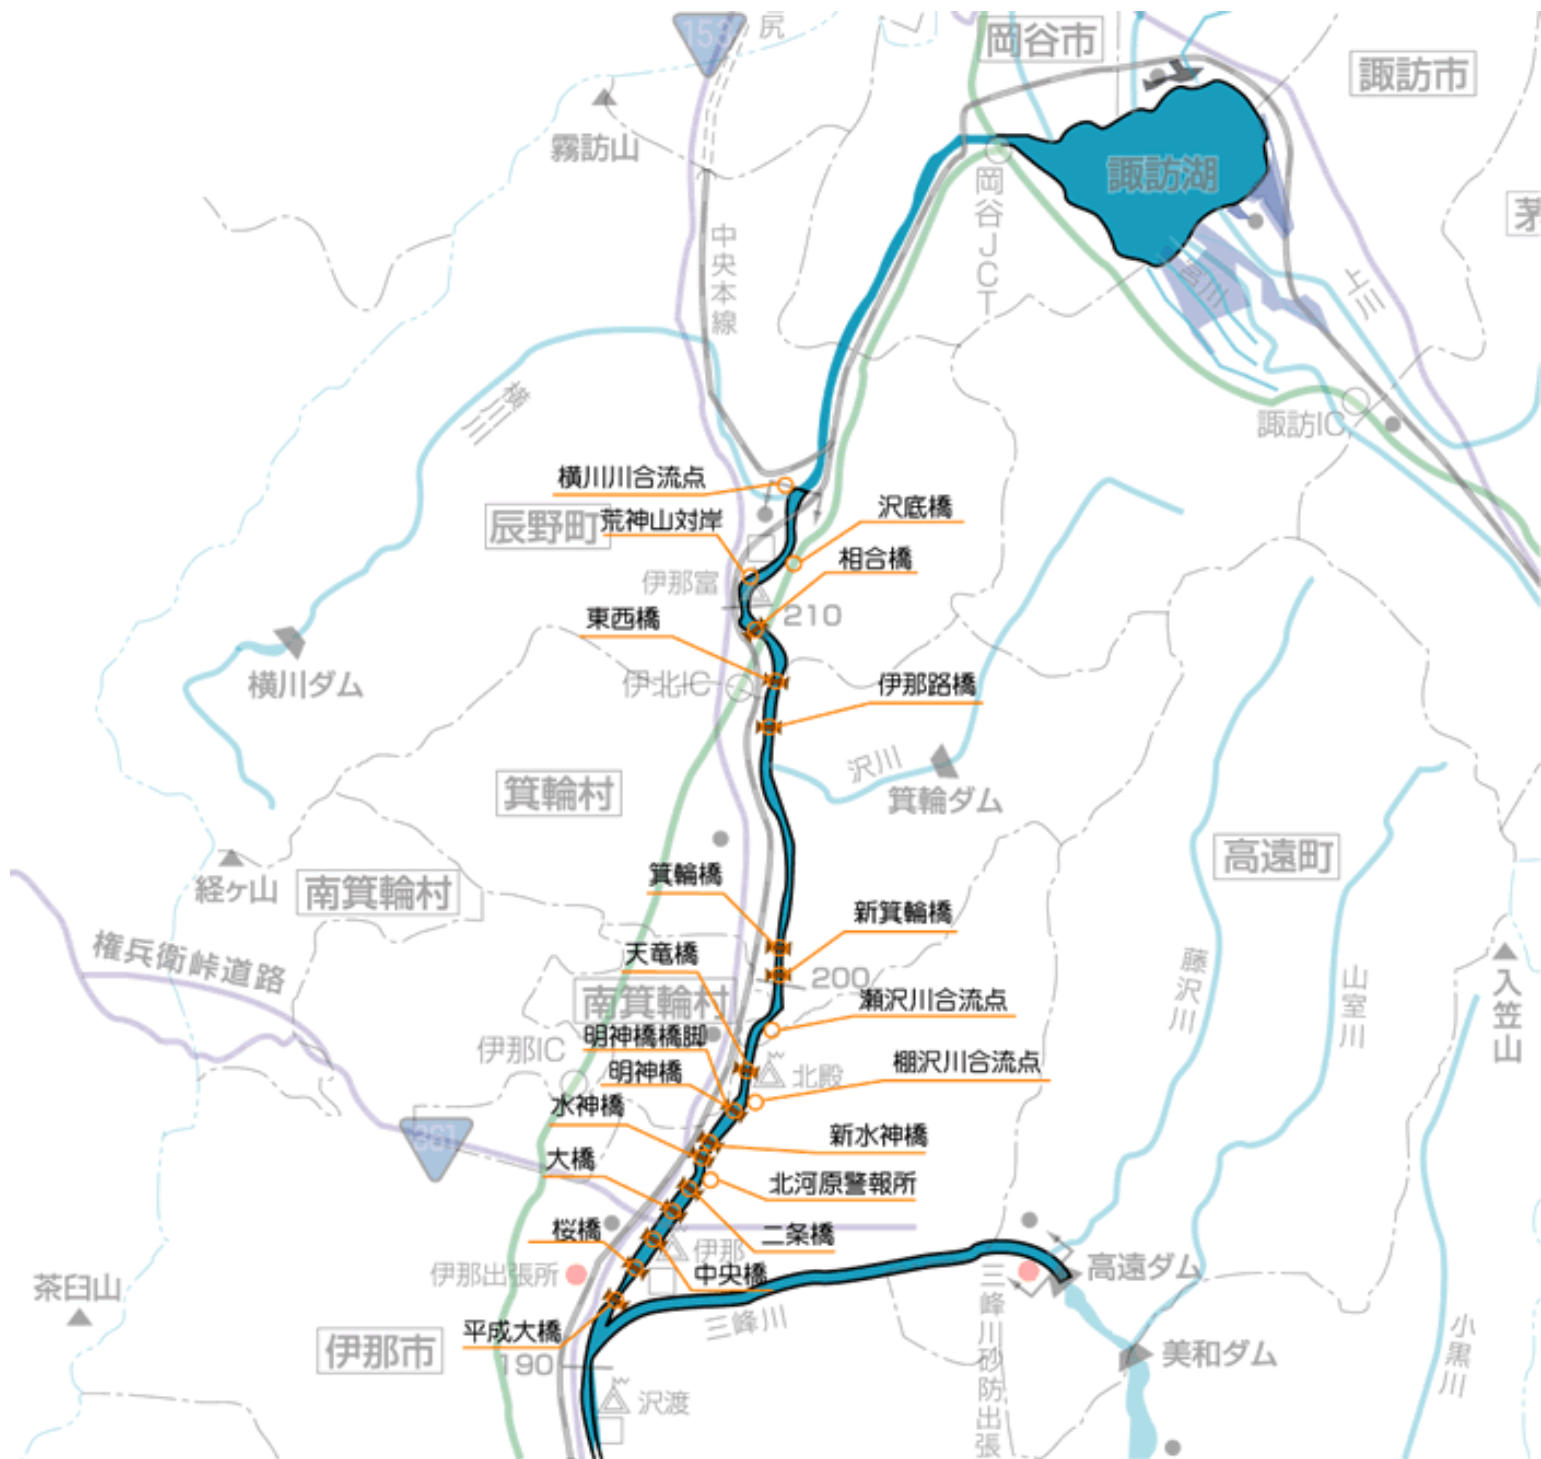 153
尻
岡谷市
諏訪市
霧訪山
諏訪湖
岡谷JCT
茅
中央本線
宮川
上川
横川
諏訪IC
横川川合流点
沢底橋
辰野町
荒神山対岸
相合橋
伊那富
210
東西橋
伊北IC
伊那路橋
横川ダム
沢川
箕輪ダム
箕輪村
高遠町
箕輪橋
経ヶ山
南箕輪村
新箕輪橋
権兵衛峠道路
天竜橋
藤沢川
山室川
入笠山
200
南箕輪村
瀬沢川合流点
明神橋橋脚
伊那IC
棚沢川合流点
北殿
明神橋
水神橋
新水神橋
361
大橋
北河原警報所
桜橋
二条橋
伊那
伊那出張所
中央橋
高遠ダム
茶臼山
三峰川
三峰川砂防出張
平成大橋
伊那市
190
美和ダム
小黒川
沢渡